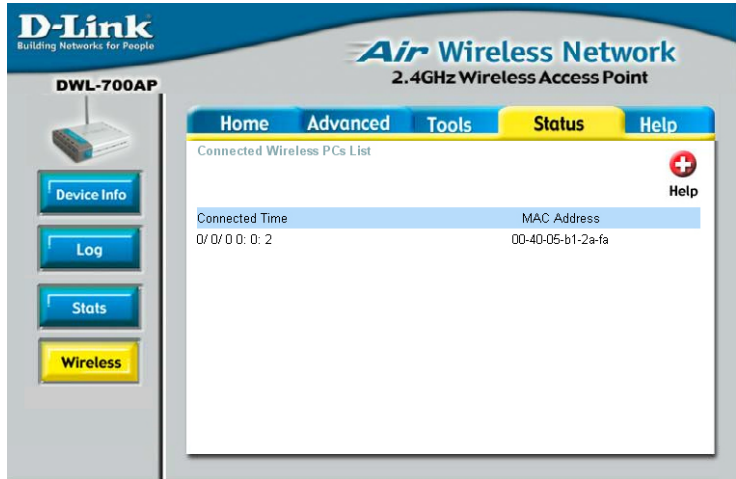 D-Link
Building Networks for People
Air Wireless Network
2.4GHz Wireless Access Point
DWL-700AP
Home Advanced Tools Status Help
Connected Wireless PCs List
Help
Device Info
Connected Time MAC Address
0/ 0/ 0 0: 0: 2 00-40-05-b1-2a-fa
Log
Stats
Wireless